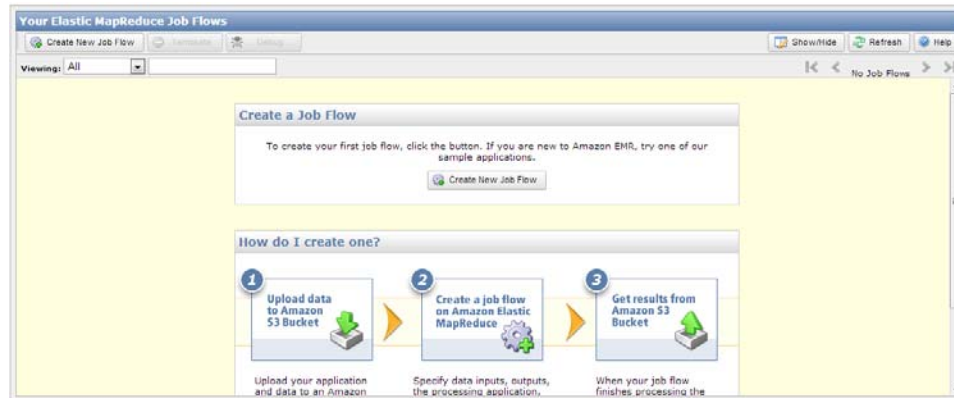 Your Elastic MapReduce Job Flows
Create New Job Flow Terminate Debug Show/Hide Refresh Help
Viewing: All No Job Flows
Create a Job Flow
To create your first job flow, click the button. If you are new to Amazon EMR, try one of our
sample applications.
Create New Job Flow
How do I create one?
1 2 3
Upload data
to Amazon
S3 Bucket
Create a job flow
on Amazon Elastic
MapReduce
Get results from
Amazon S3
Bucket
Upload your application
and data to an Amazon
Specify data inputs, outputs,
the processing application,
When your job flow
finishes processing the